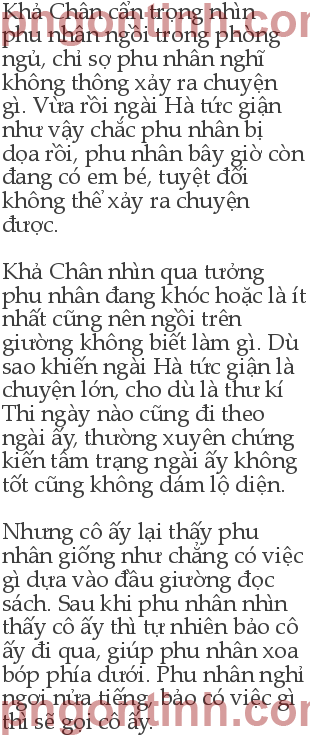 Khả Chân cẩn trọng nhìn
phu nhân ngồi trong phòng
ngủ, chỉ sợ phu nhân nghĩ
không thông xảy ra chuyện
gì. Vừa rồi ngài Hà tức giận
như vậy chắc phu nhân bị
dọa rồi, phu nhân bây giờ còn
đang có em bé, tuyệt đối
không thể xảy ra chuyện
được.

Khả Chân nhìn qua tưởng
phu nhân đang khóc hoặc là ít
nhất cũng nên ngồi trên
giường không biết làm gì. Dù
sao khiến ngài Hà tức giận là
chuyện lớn, cho dù là thư kí
Thi ngày nào cũng đi theo
ngài ấy, thường xuyên chứng
kiến tâm trạng ngài ấy không
tốt cũng không dám lộ diện.

Nhưng cô ấy lại thấy phu
nhân giống như chẳng có việc
gì dựa vào đầu giường đọc
sách. Sau khi phu nhân nhìn
thấy cô ấy thì tự nhiên bảo cô
ấy đi qua, giúp phu nhân xoa
bóp phía dưới. Phu nhân nghỉ
ngơi nửa tiếng, bảo có việc gì
thì sẽ gọi cô ấy.
pngontinh.com
pngontinh.com